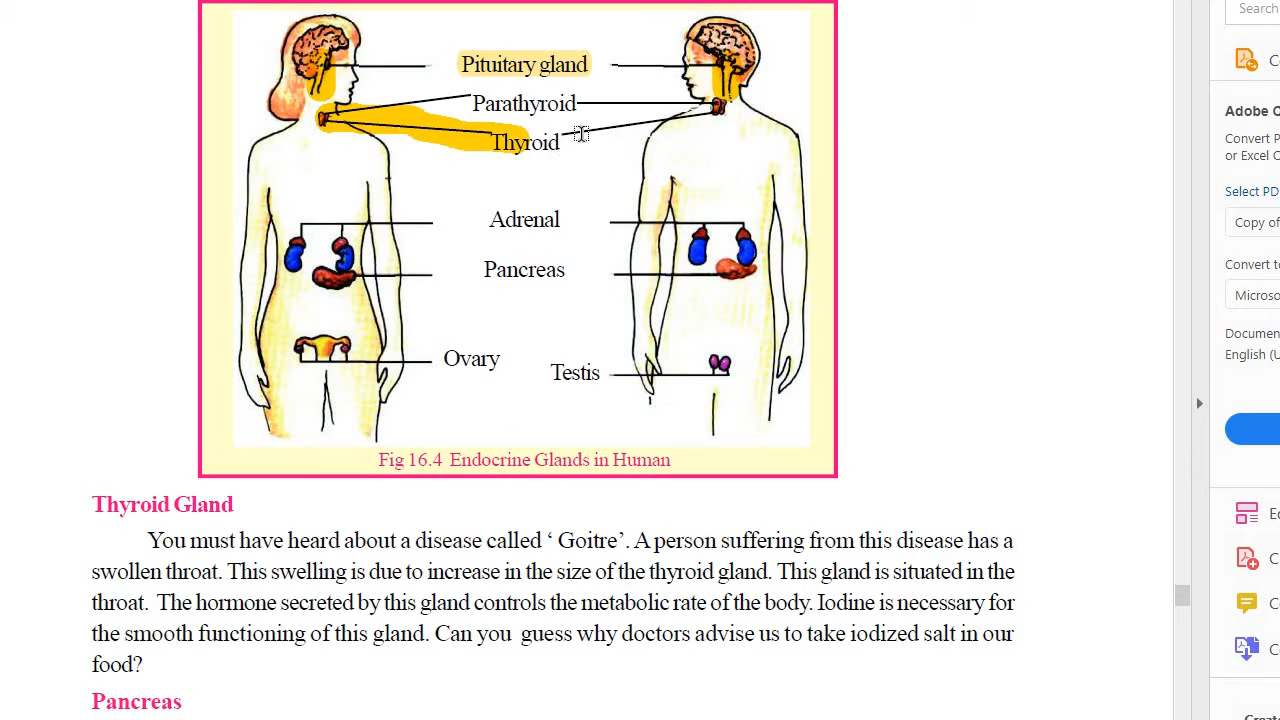 Search
Pituitary gland
Parathyroid
Thyroid
Adrenal
Pancreas
Ovary
Testis
Fig 16.4 Endocrine Glands in Human
Thyroid Gland
You must have heard about a disease called ‘ Goitre’. A person suffering from this disease has a
swollen throat. This swelling is due to increase in the size of the thyroid gland. This gland is situated in the
throat. The hormone secreted by this gland controls the metabolic rate of the body. Iodine is necessary for
the smooth functioning of this gland. Can you guess why doctors advise us to take iodized salt in our
food?
Pancreas
Adobe
Convert
or Excel
Select
Copy of
Convert
Documen
English